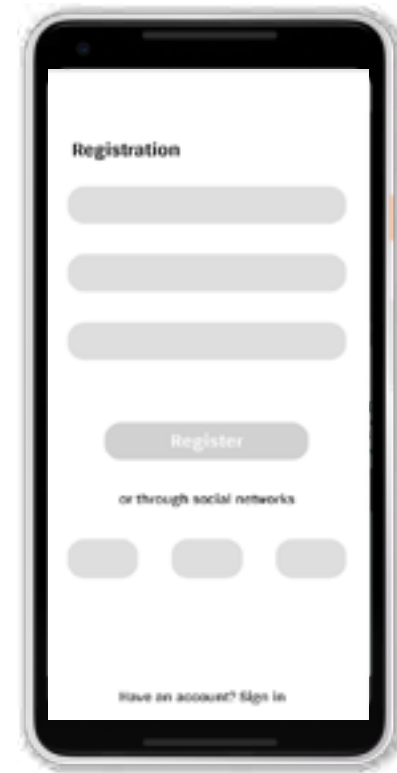 Registration
Register
or through social networks
Have an account? Sign in